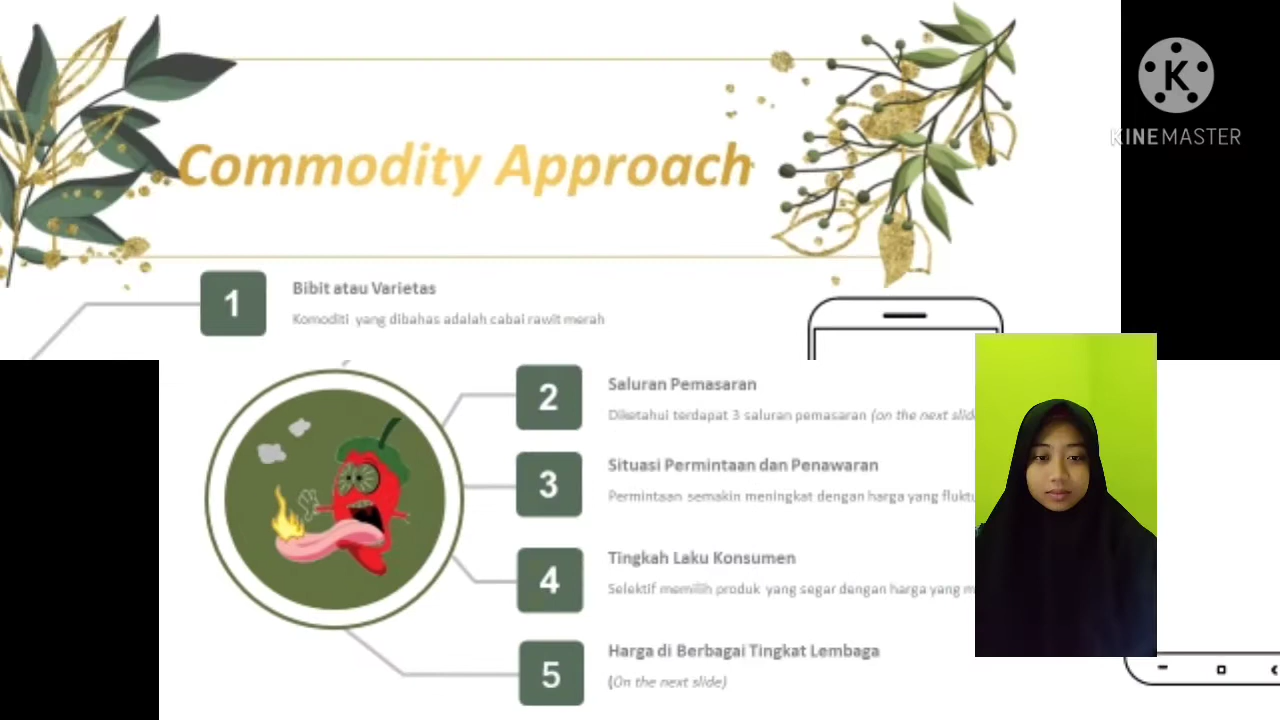 Commodity Approach
K
KINEMASTER
1
Bibit atau Varietas
Komoditi yang dibahas adalah cabai rawit merah
2
Saluran Pemasaran
Diketahui terdapat 3 saluran pemasaran (on the next
3
Situasi Permintaan dan Penawaran
Permintaan semakin meningkat dengan harga yang
4
Tingkah Laku Konsumen
Selektif memilih produk yang segar dengan harga yang
5
Harga di Berbagai Tingkat Lembaga
(On the next slide)